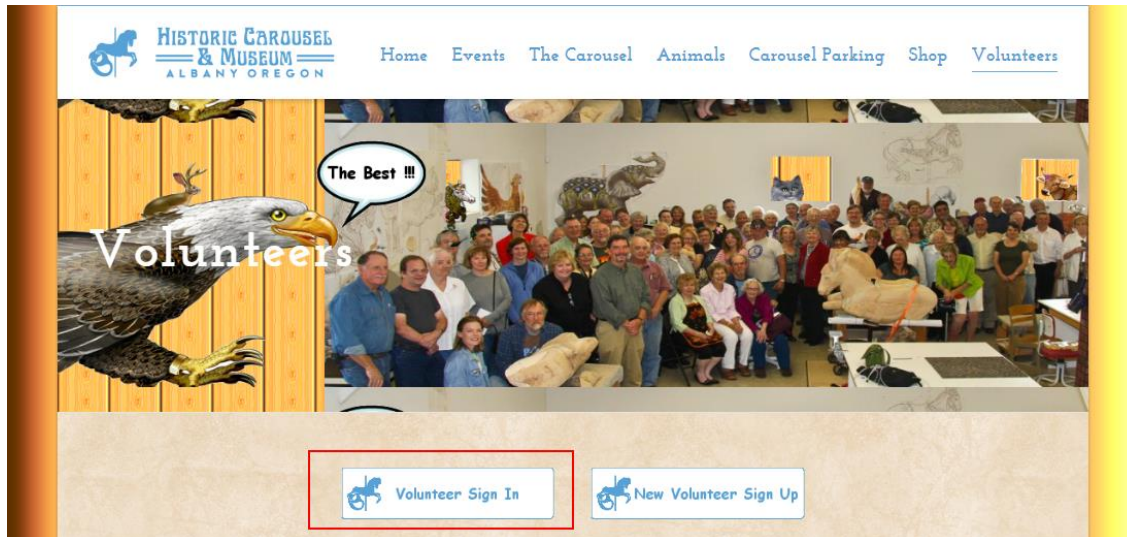 HISTORIC CAROUSEL
& MUSEUM
ALBANY OREGON
Home Events The Carousel Animals Carousel Parking Shop Volunteers
The Best !!!
Volunteers
Volunteer Sign In
New Volunteer Sign Up